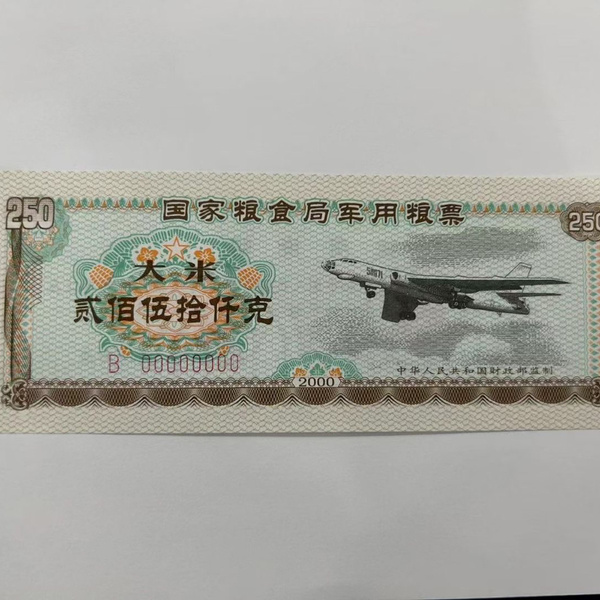 250
国家粮食局军用粮票
250
大米
贰佰伍拾仟克
B 00000000
2000
中华人民共和国财政部监制